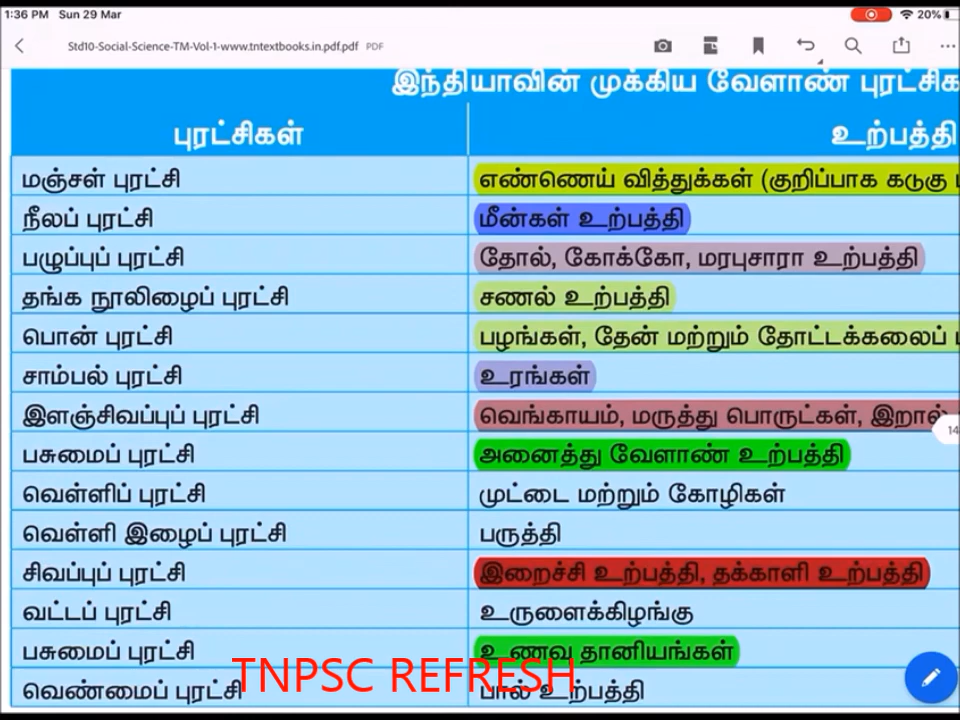 1:36 PM Sun 29 Mar 20%
Std10-Social-Science-TM-Vol-1-www.tntextbooks.in.pdf.pdf PDF
இந்தியாவின் முக்கிய வேளாண்
புரட்சிகள் உற்பத்தி
மஞ்சள் புரட்சி எண்ணெய் வித்துக்கள் (குறிப்பாக கடுகு
நீலப் புரட்சி மீன்கள் உற்பத்தி
பழுப்புப் புரட்சி தோல், கோக்கோ, மரபுசாரா உற்பத்தி
தங்க நூலிழைப் புரட்சி சணல் உற்பத்தி
பொன் புரட்சி பழங்கள், தேன் மற்றும் தோட்டக்கலைப்
சாம்பல் புரட்சி உரங்கள்
இளஞ்சிவப்புப் புரட்சி வெங்காயம், மருத்து பொருட்கள், இறால்
14
பசுமைப் புரட்சி அனைத்து வேளாண் உற்பத்தி
வெள்ளிப் புரட்சி முட்டை மற்றும் கோழிகள்
வெள்ளி இழைப் புரட்சி பருத்தி
சிவப்புப் புரட்சி இறைச்சி உற்பத்தி, தக்காளி உற்பத்தி
வட்டப் புரட்சி உருளைக்கிழங்கு
பசுமைப் புரட்சி உணவு தானியங்கள்
TNPSC REFRESH
வெண்மைப் புரட்சி பால் உற்பத்தி